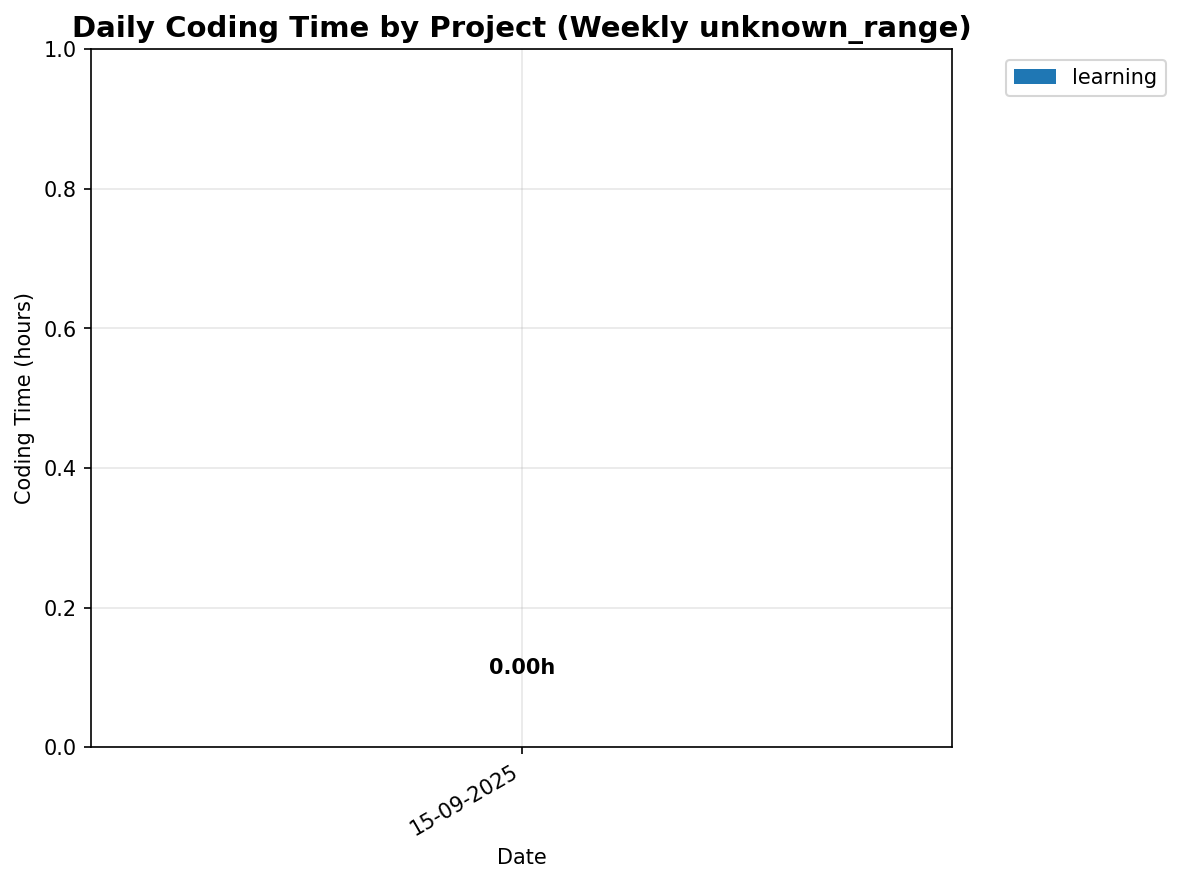 Daily Coding Time by Project (Weekly unknown_range)
learning
Coding Time (hours)
1.0
0.8
0.6
0.4
0.2
0.0
0.00h
15-09-2025
Date